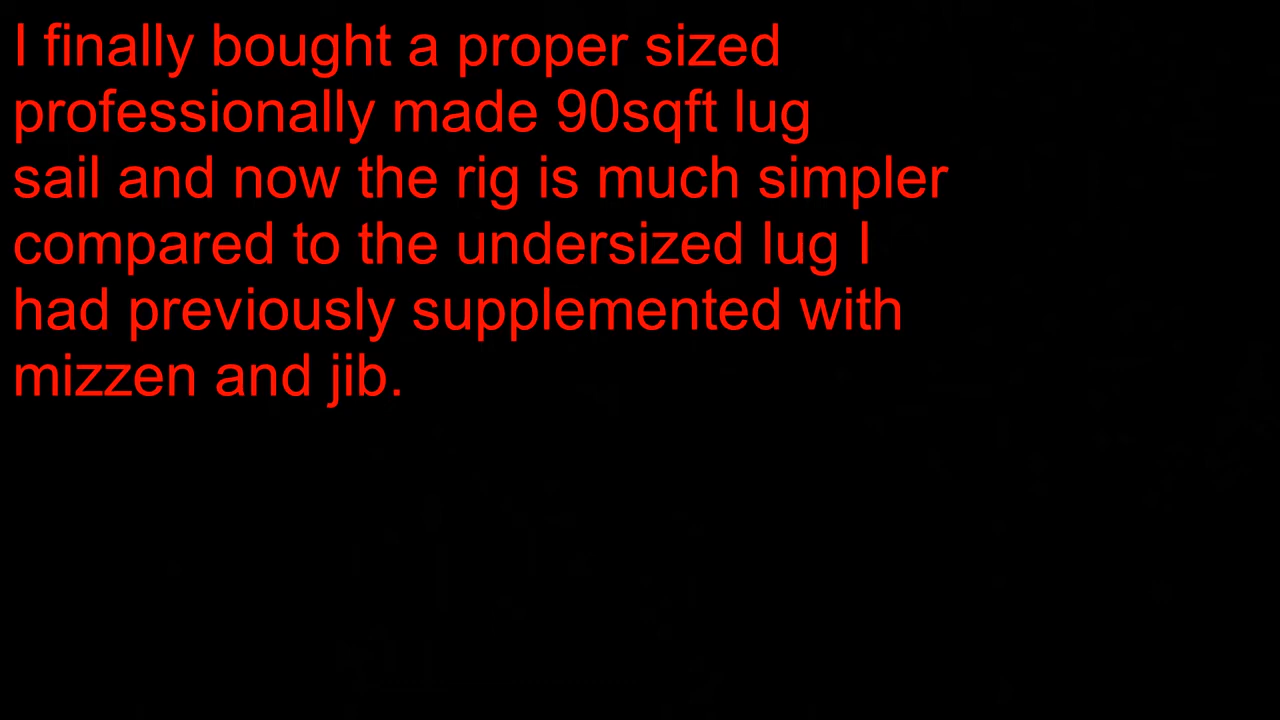 I finally bought a proper sized
professionally made 90sqft lug
sail and now the rig is much simpler
compared to the undersized lug I
had previously supplemented with
mizzen and jib.